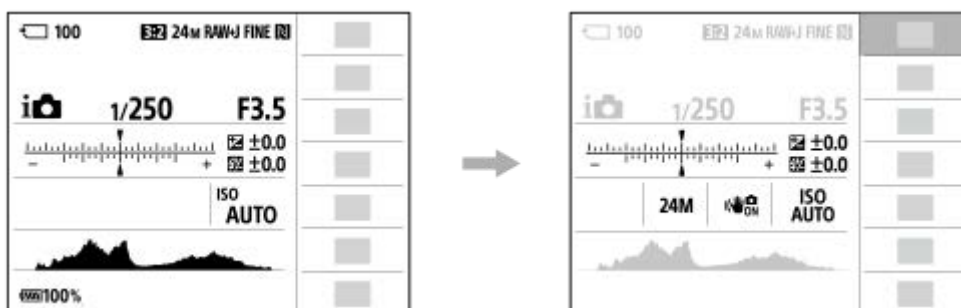 100 3:2 24M RAW+J FINE N
i 1/250 F3.5
±0.0
- + ±0.0
ISO
AUTO
100%
100 3:2 24M RAW+J FINE N
i 1/250 F3.5
±0.0
- + ±0.0
24M ON ISO
AUTO